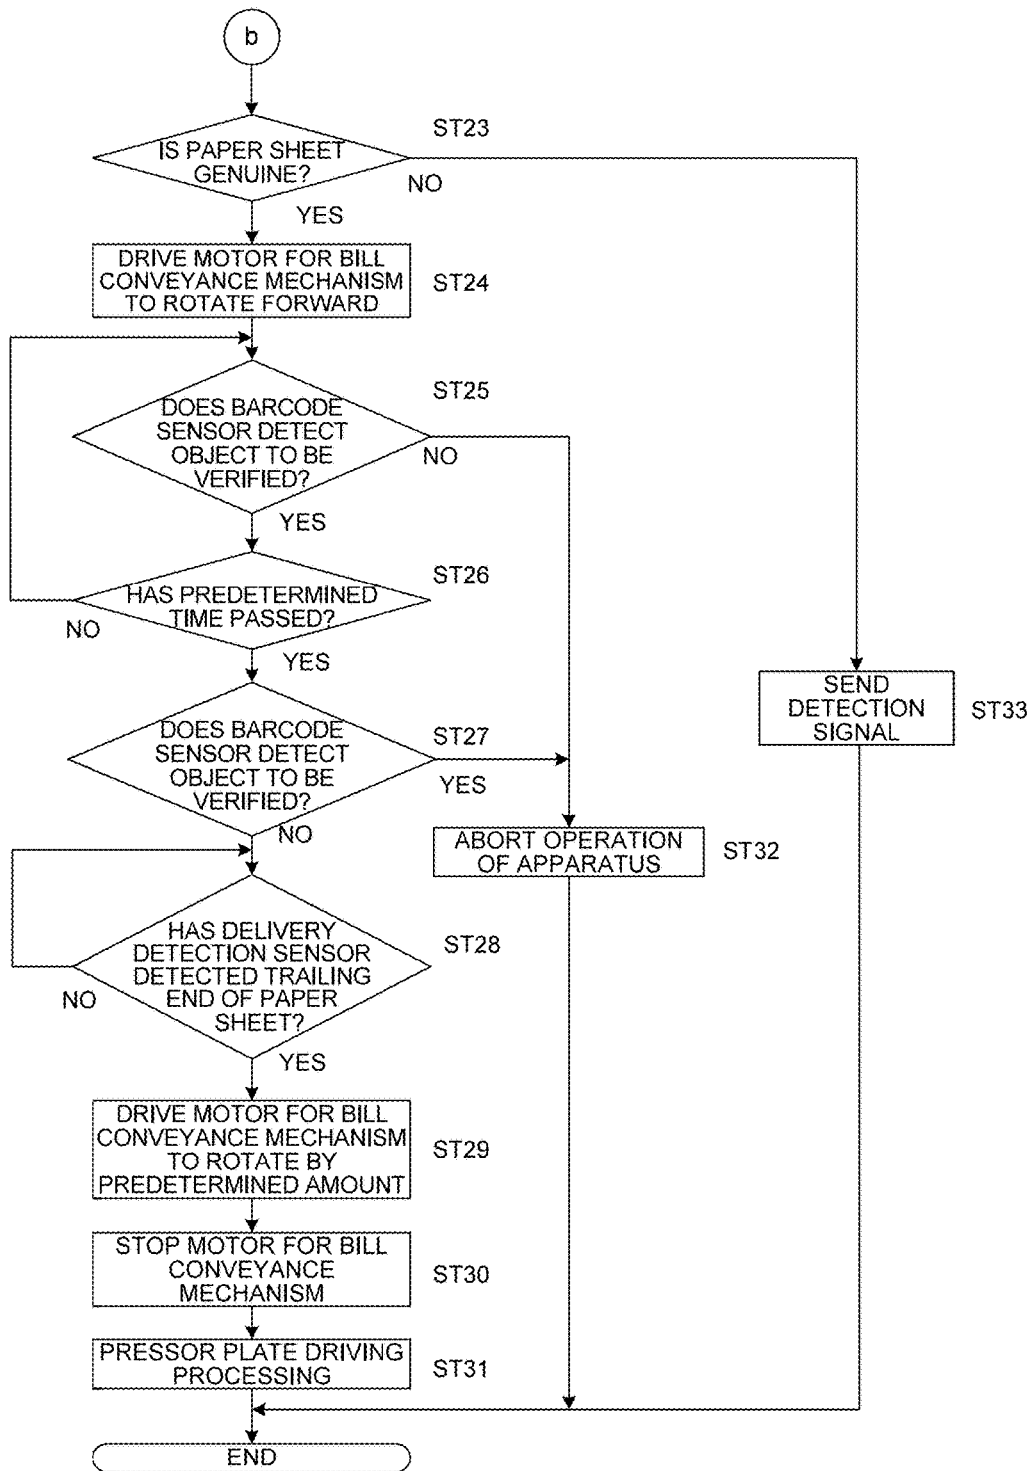 b
ST23
IS PAPER SHEET
GENUINE?
NO
YES
DRIVE MOTOR FOR BILL
CONVEYANCE MECHANISM
TO ROTATE FORWARD
ST24
ST25
DOES BARCODE
SENSOR DETECT
OBJECT TO BE
VERIFIED?
NO
YES
ST26
HAS PREDETERMINED
TIME PASSED?
NO
YES
SEND
DETECTION
SIGNAL
ST33
DOES BARCODE
SENSOR DETECT
OBJECT TO BE
VERIFIED?
ST27
YES
NO
ABORT OPERATION
OF APPARATUS
ST32
HAS DELIVERY
DETECTION SENSOR
DETECTED TRAILING
END OF PAPER
SHEET?
ST28
NO
YES
DRIVE MOTOR FOR BILL
CONVEYANCE MECHANISM
TO ROTATE BY
PREDETERMINED AMOUNT
ST29
STOP MOTOR FOR BILL
CONVEYANCE
MECHANISM
ST30
PRESSOR PLATE DRIVING
PROCESSING
ST31
END